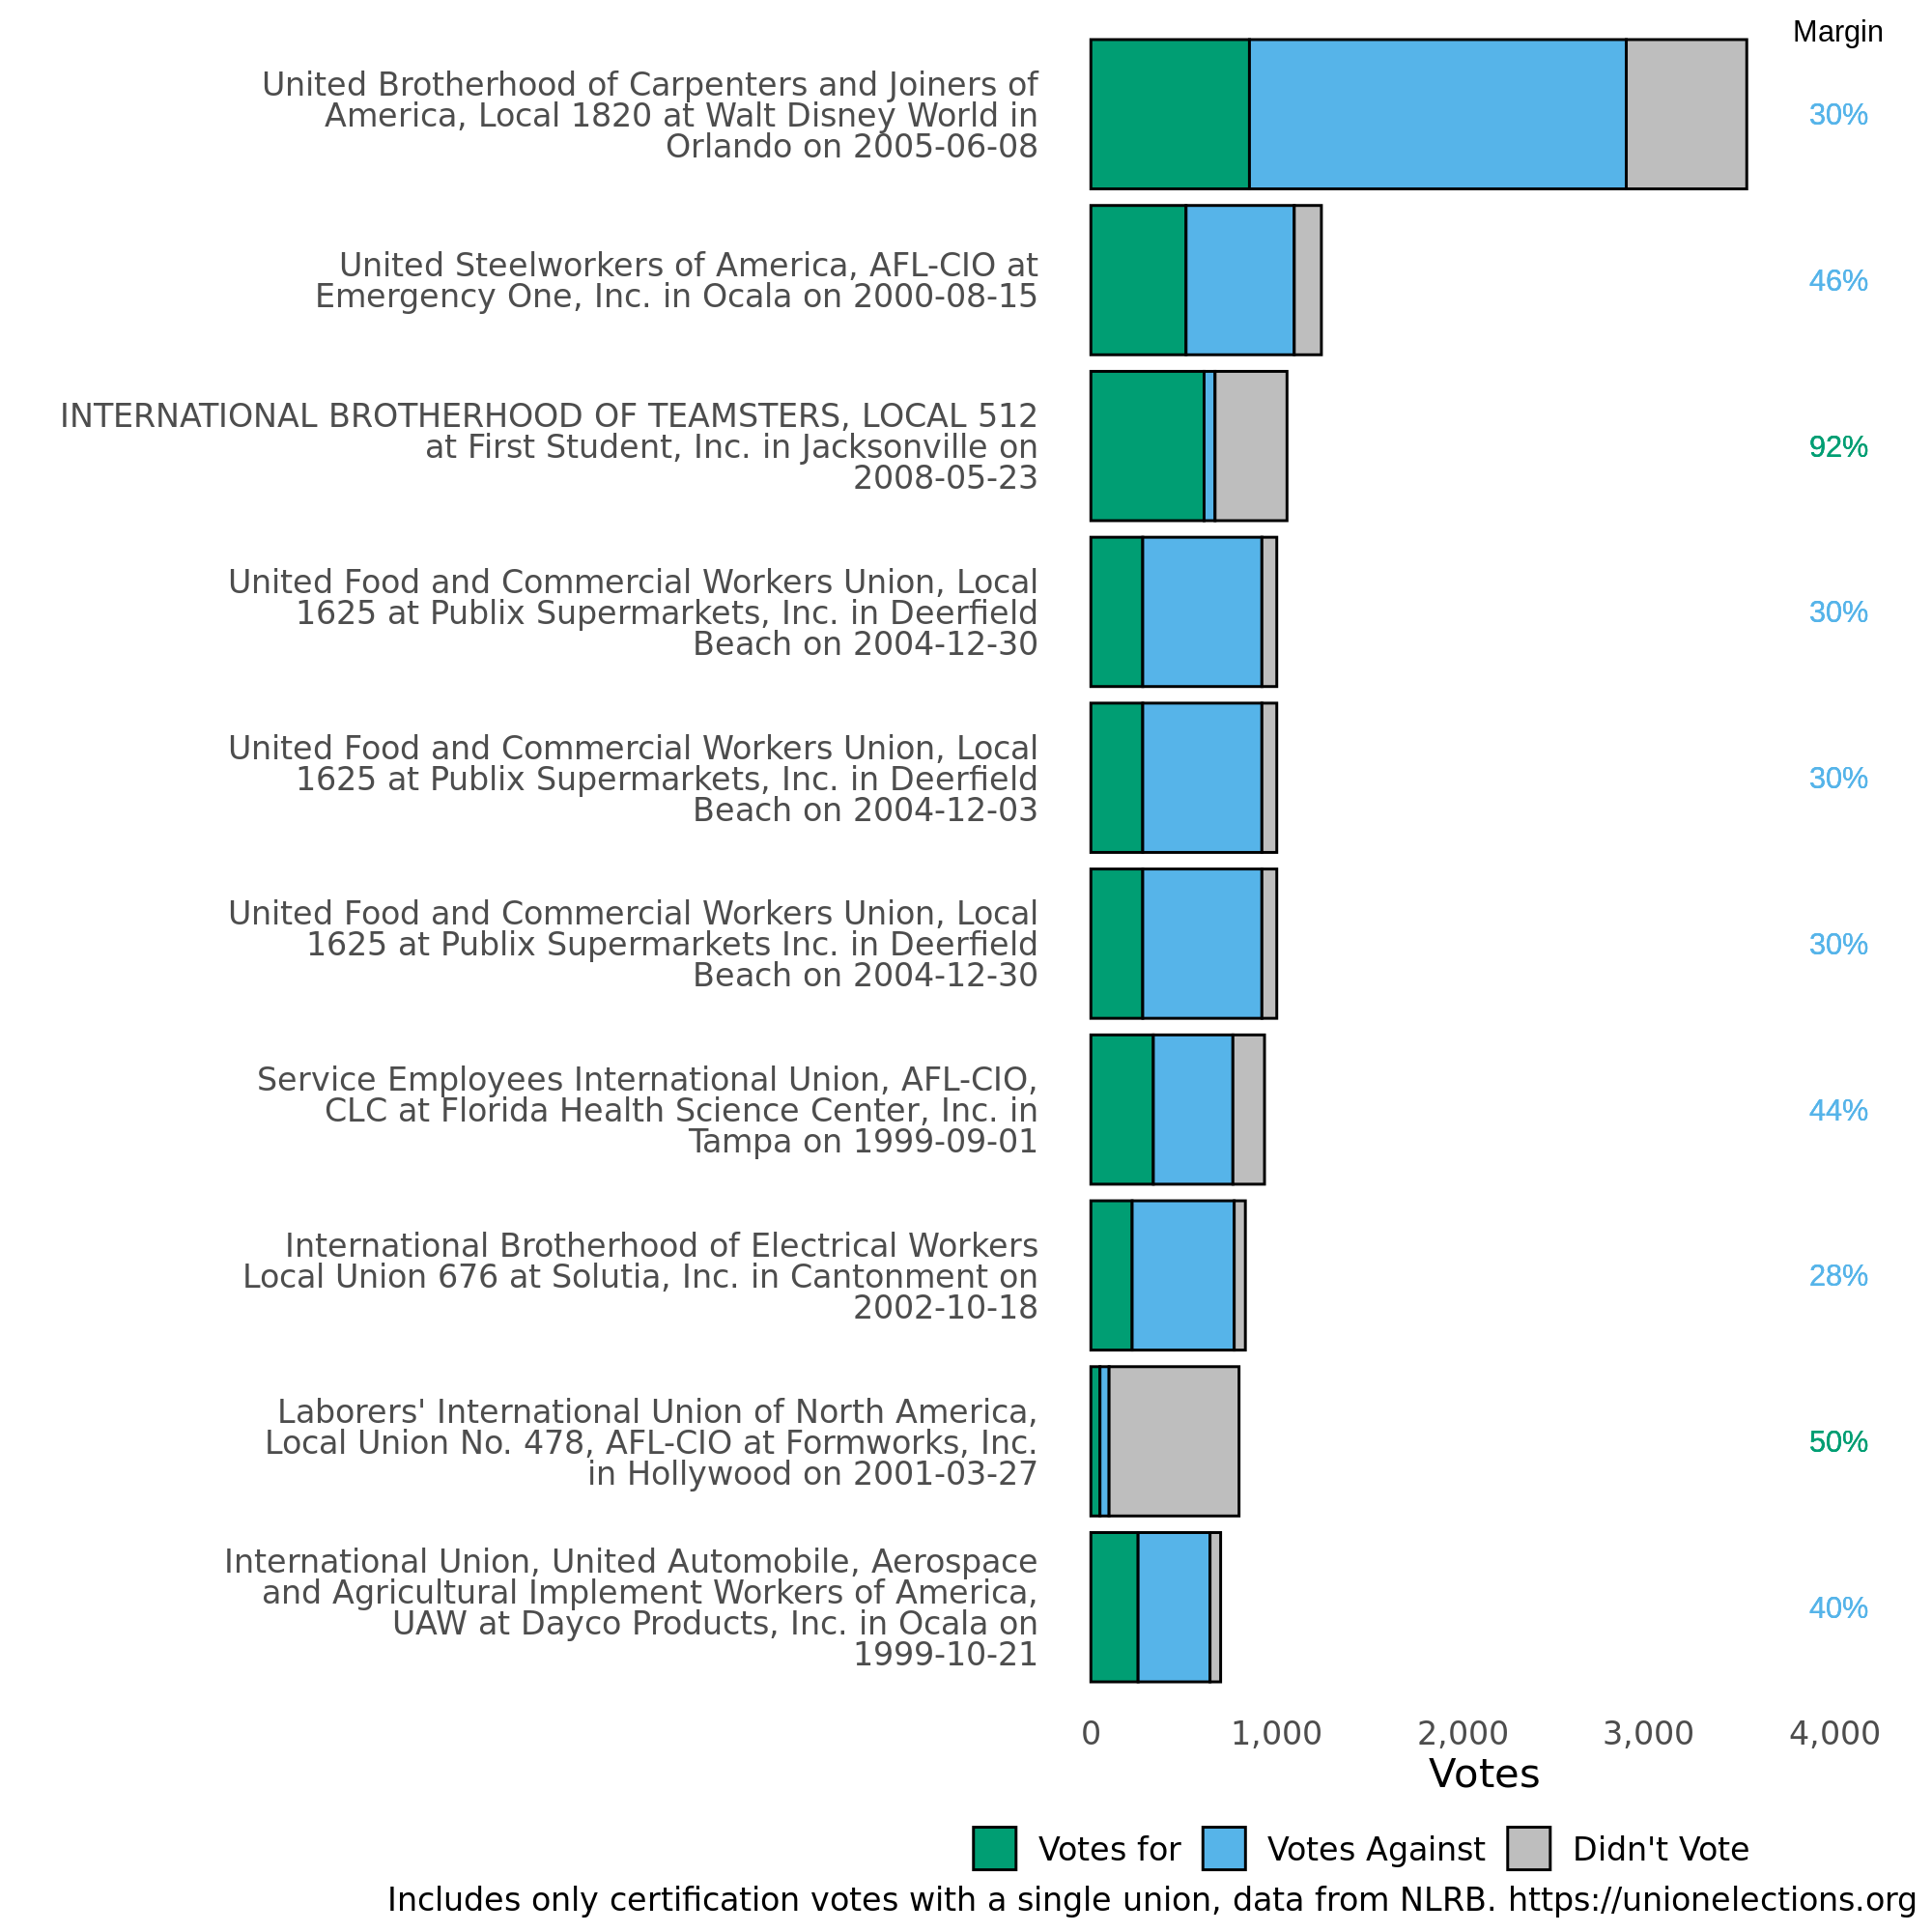 Margin
United Brotherhood of Carpenters and Joiners of
America, Local 1820 at Walt Disney World in
Orlando on 2005-06-08
30%
United Steelworkers of America, AFL-CIO at
Emergency One, Inc. in Ocala on 2000-08-15
46%
INTERNATIONAL BROTHERHOOD OF TEAMSTERS, LOCAL 512
at First Student, Inc. in Jacksonville on
2008-05-23
92%
United Food and Commercial Workers Union, Local
1625 at Publix Supermarkets, Inc. in Deerfield
Beach on 2004-12-30
30%
United Food and Commercial Workers Union, Local
1625 at Publix Supermarkets, Inc. in Deerfield
Beach on 2004-12-03
30%
United Food and Commercial Workers Union, Local
1625 at Publix Supermarkets Inc. in Deerfield
Beach on 2004-12-30
30%
Service Employees International Union, AFL-CIO,
CLC at Florida Health Science Center, Inc. in
Tampa on 1999-09-01
44%
International Brotherhood of Electrical Workers
Local Union 676 at Solutia, Inc. in Cantonment on
2002-10-18
28%
Laborers' International Union of North America,
Local Union No. 478, AFL-CIO at Formworks, Inc.
in Hollywood on 2001-03-27
50%
International Union, United Automobile, Aerospace
and Agricultural Implement Workers of America,
UAW at Dayco Products, Inc. in Ocala on
1999-10-21
40%
0 1,000 2,000 3,000 4,000
Votes
Votes for Votes Against Didn't Vote
Includes only certification votes with a single union, data from NLRB. https://unionelections.org